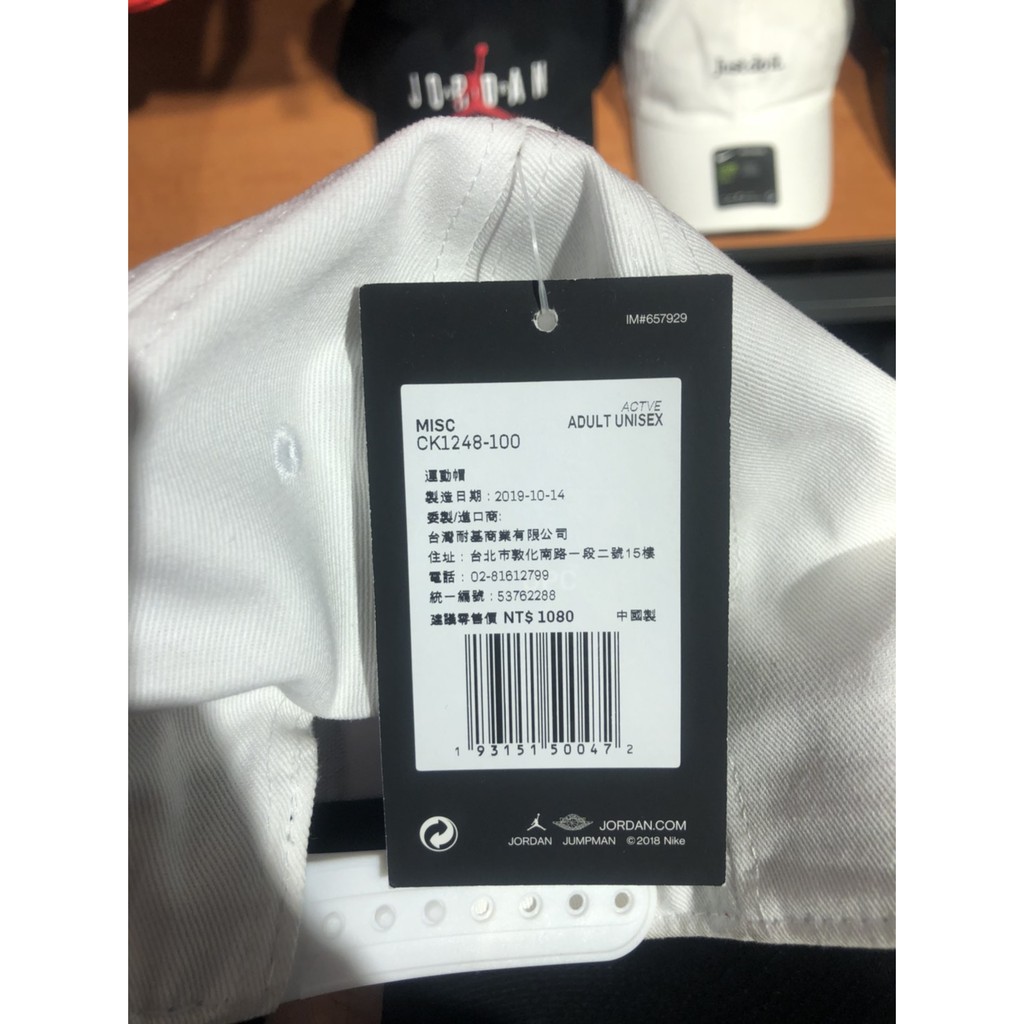 JORDAN
Just do it.
IM#657929
ACTVE
MISC
ADULT UNISEX
CK1248-100
運動帽
製造日期：2019-10-14
委製/進口商:
台灣耐基商業有限公司
住址：台北市敦化南路一段二號15樓
電話：02-81612799
統一編號：53762288
建議零售價 NT$ 1080 中國製
1 93151 50047 2
JORDAN.COM
JORDAN JUMPMAN ©2018 Nike